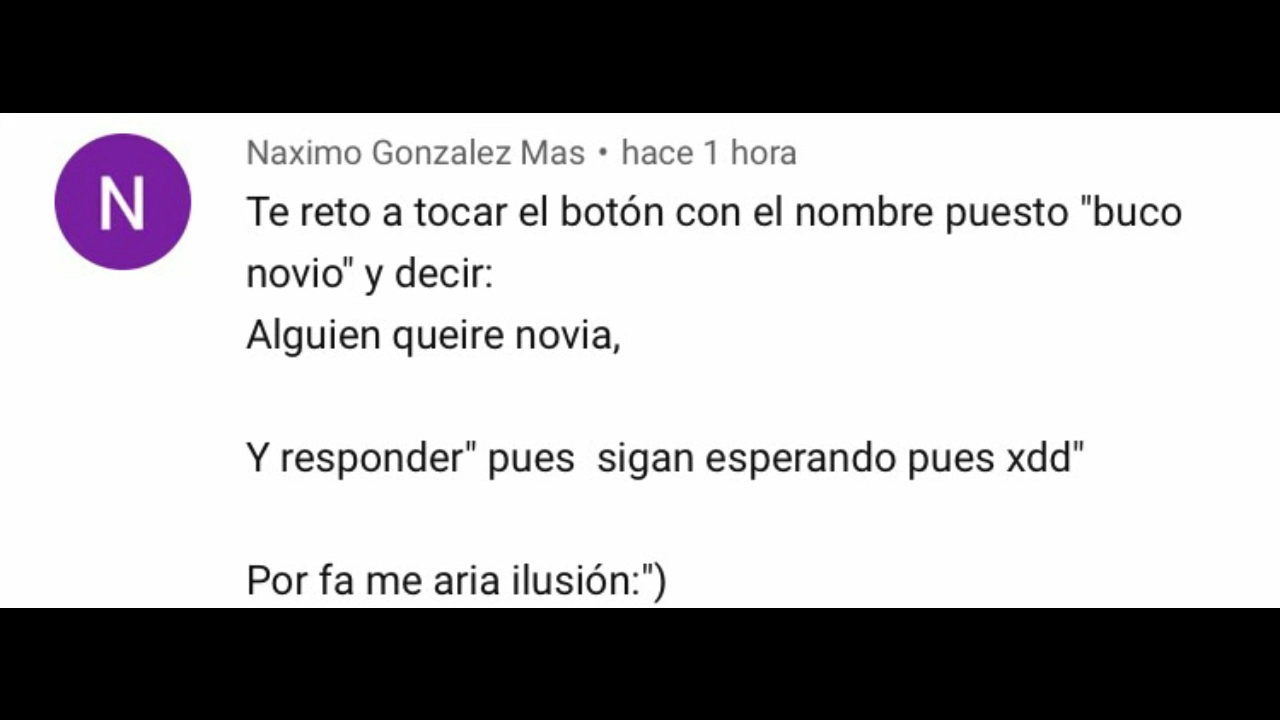 N
Naximo Gonzalez Mas • hace 1 hora
Te reto a tocar el botón con el nombre puesto "buco
novio" y decir:
Alguien queire novia,
Y responder" pues  sigan esperando pues xdd"
Por fa me aria ilusión:")